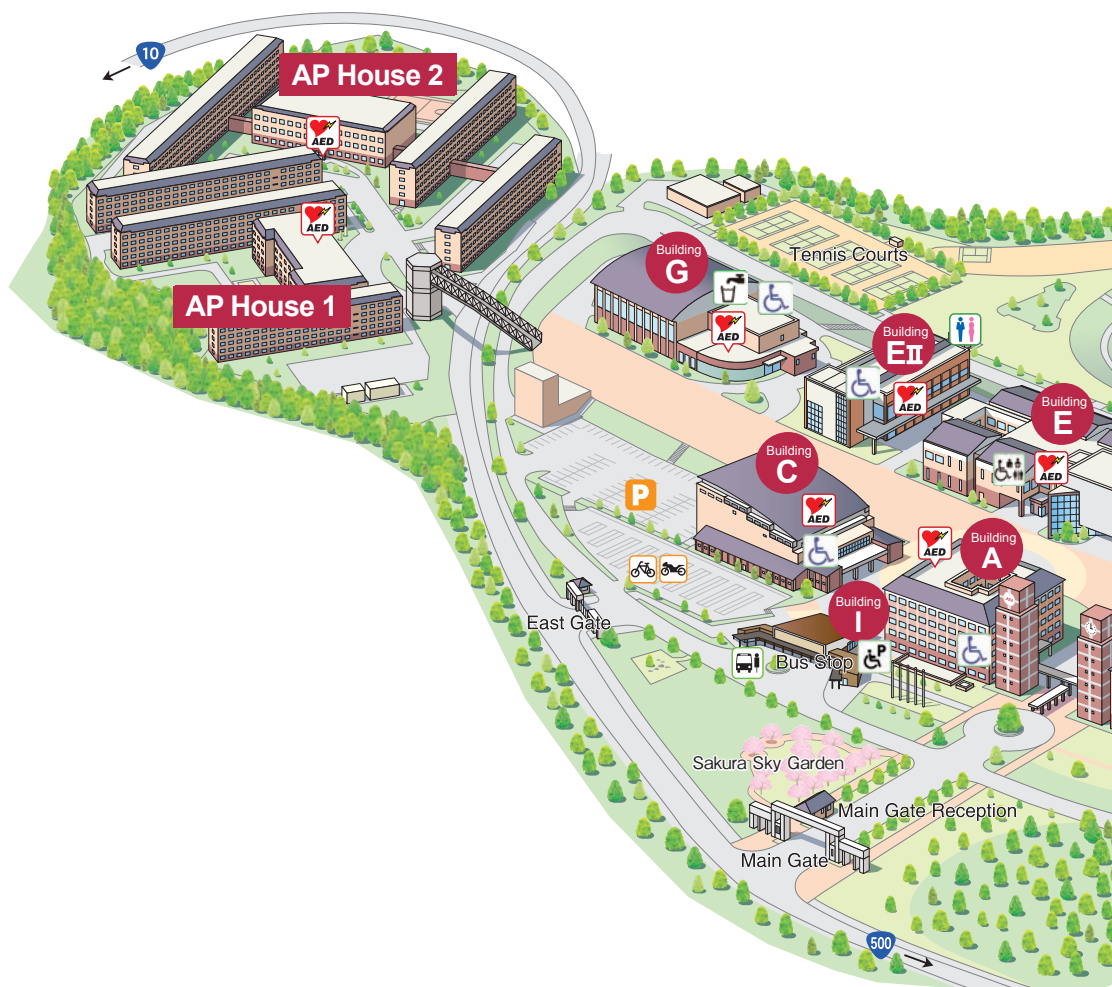 10
AP House 2
AED
AED
AP House 1
Building
G
Tennis Courts
AED
Building
EII
AED
Building
E
AED
Building
C
P
AED
Building
A
AED
East Gate
Building
I
Bus Stop
P
Sakura Sky Garden
Main Gate Reception
Main Gate
500